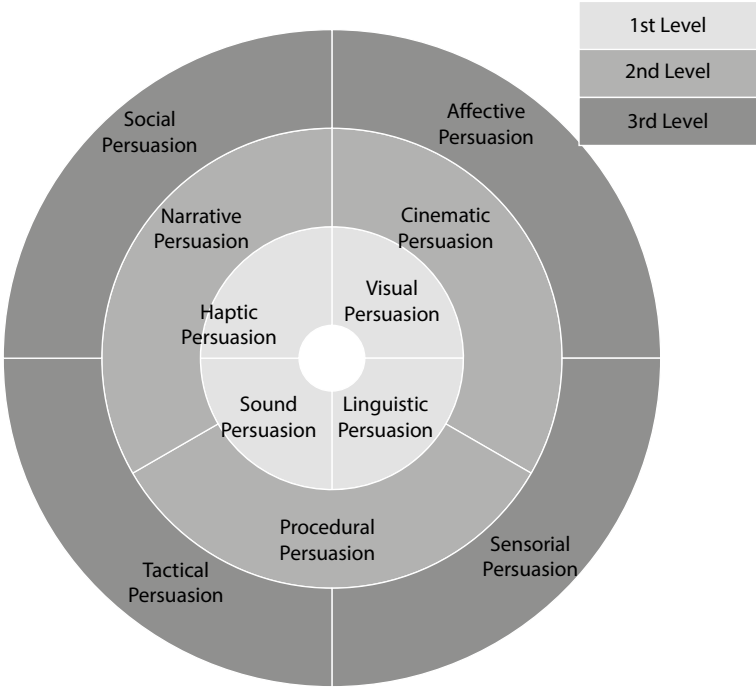 1st Level
2nd Level
3rd Level
Social
Persuasion
Affective
Persuasion
Narrative
Persuasion
Cinematic
Persuasion
Haptic
Persuasion
Visual
Persuasion
Sound
Persuasion
Linguistic
Persuasion
Procedural
Persuasion
Sensorial
Persuasion
Tactical
Persuasion